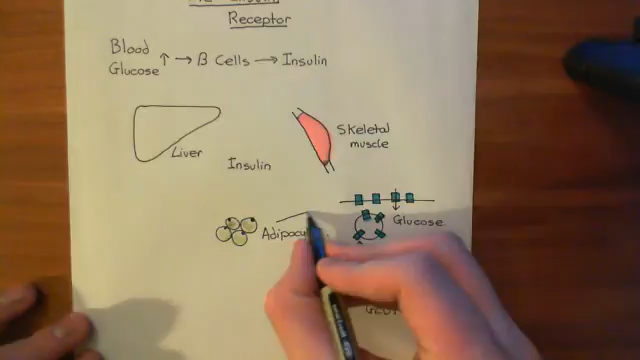 Receptor
Blood
Glucose ↑ → β Cells → Insulin
Skeletal
muscle
Liver
Insulin
Glucose